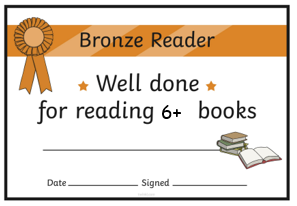 Bronze Reader
Well done
for reading 6+ books
Date Signed